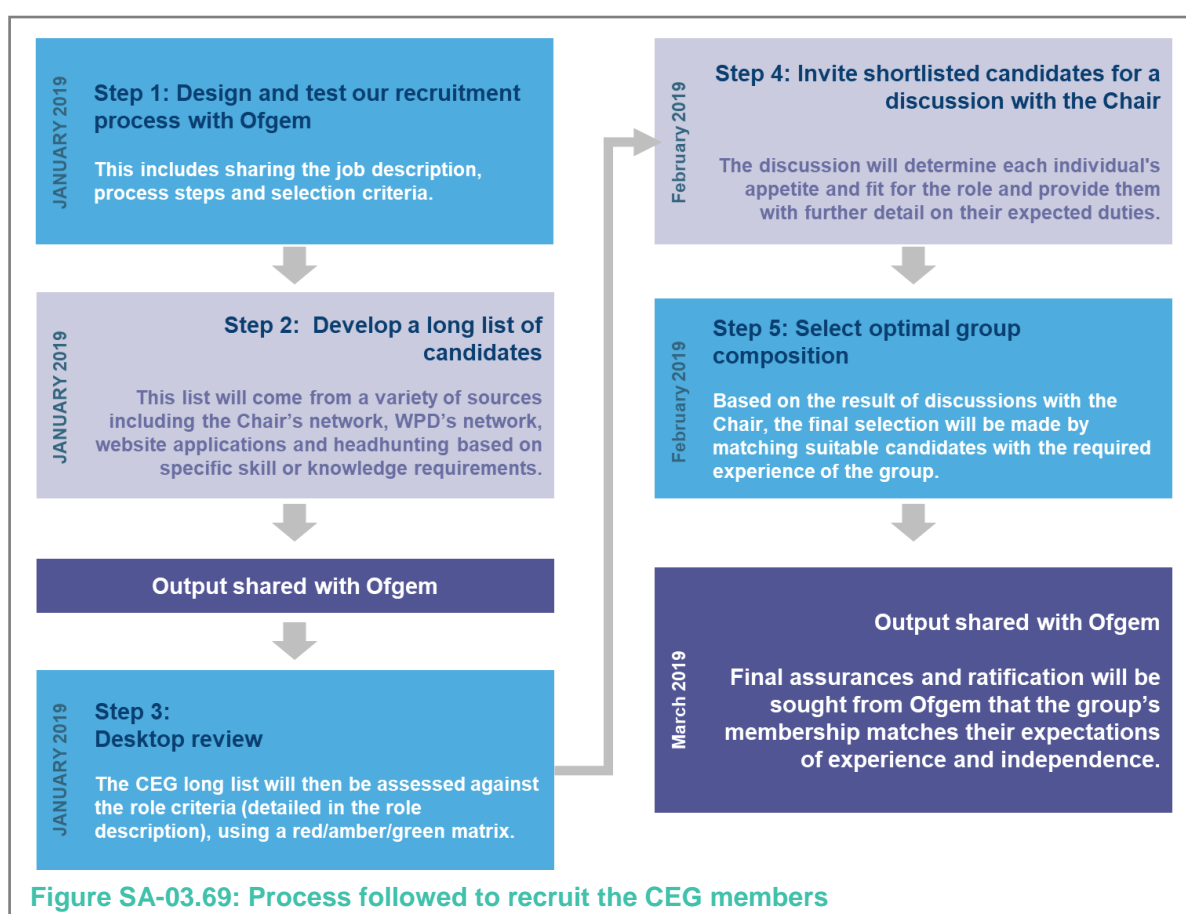 JANUARY 2019
Step 1: Design and test our recruitment
process with Ofgem
This includes sharing the job description,
process steps and selection criteria.
JANUARY 2019
Step 2: Develop a long list of
candidates
This list will come from a variety of sources
including the Chair’s network, WPD’s network,
website applications and headhunting based on
specific skill or knowledge requirements.
Output shared with Ofgem
JANUARY 2019
Step 3:
Desktop review
The CEG long list will then be assessed against
the role criteria (detailed in the role
description), using a red/amber/green matrix.
February 2019
Step 4: Invite shortlisted candidates for a
discussion with the Chair
The discussion will determine each individual's
appetite and fit for the role and provide them
with further detail on their expected duties.
February 2019
Step 5: Select optimal group
composition
Based on the result of discussions with the
Chair, the final selection will be made by
matching suitable candidates with the required
experience of the group.
March 2019
Output shared with Ofgem
Final assurances and ratification will be
sought from Ofgem that the group’s
membership matches their expectations
of experience and independence.
Figure SA-03.69: Process followed to recruit the CEG members